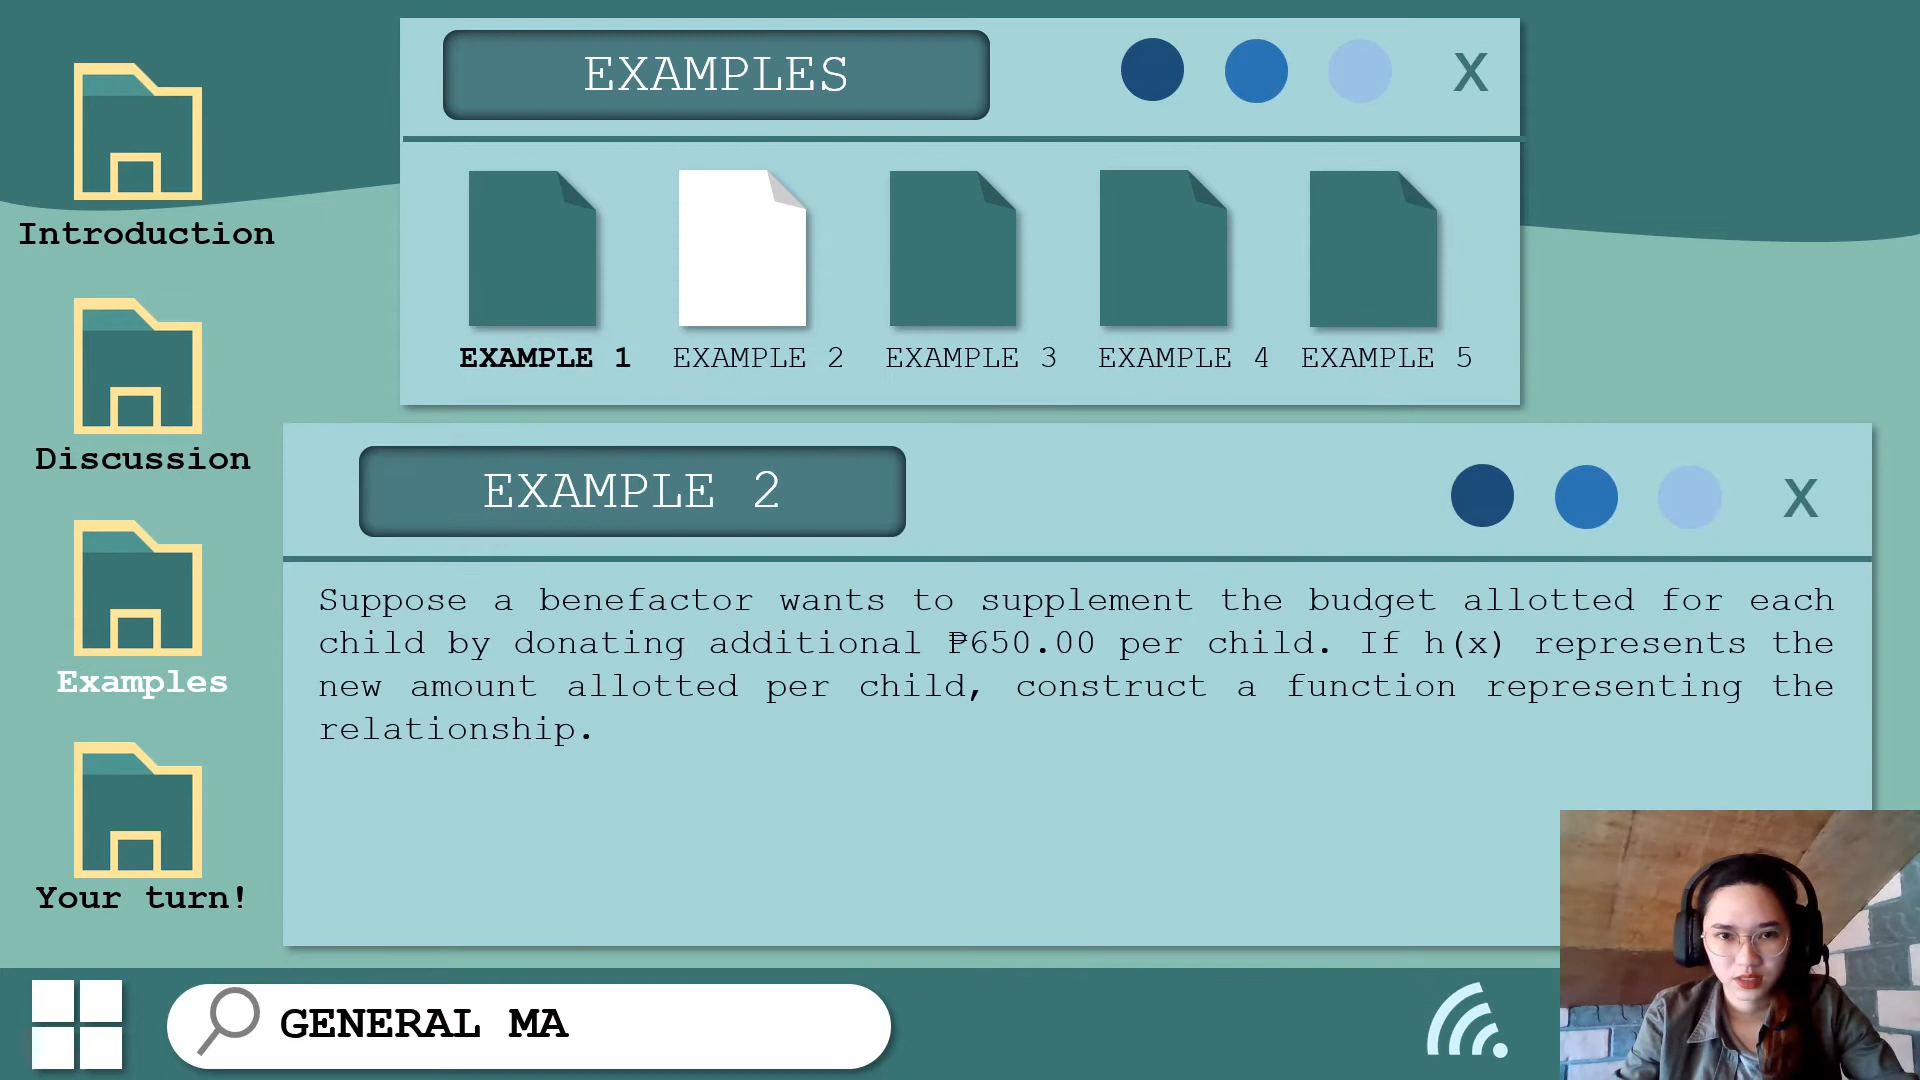 EXAMPLES
X
EXAMPLE 1
EXAMPLE 2
EXAMPLE 3
EXAMPLE 4
EXAMPLE 5
Introduction
Discussion
Examples
Your turn!
EXAMPLE 2
X
Suppose a benefactor wants to supplement the budget allotted for each
child by donating additional ₱650.00 per child. If h(x) represents the
new amount allotted per child, construct a function representing the
relationship.
GENERAL MA